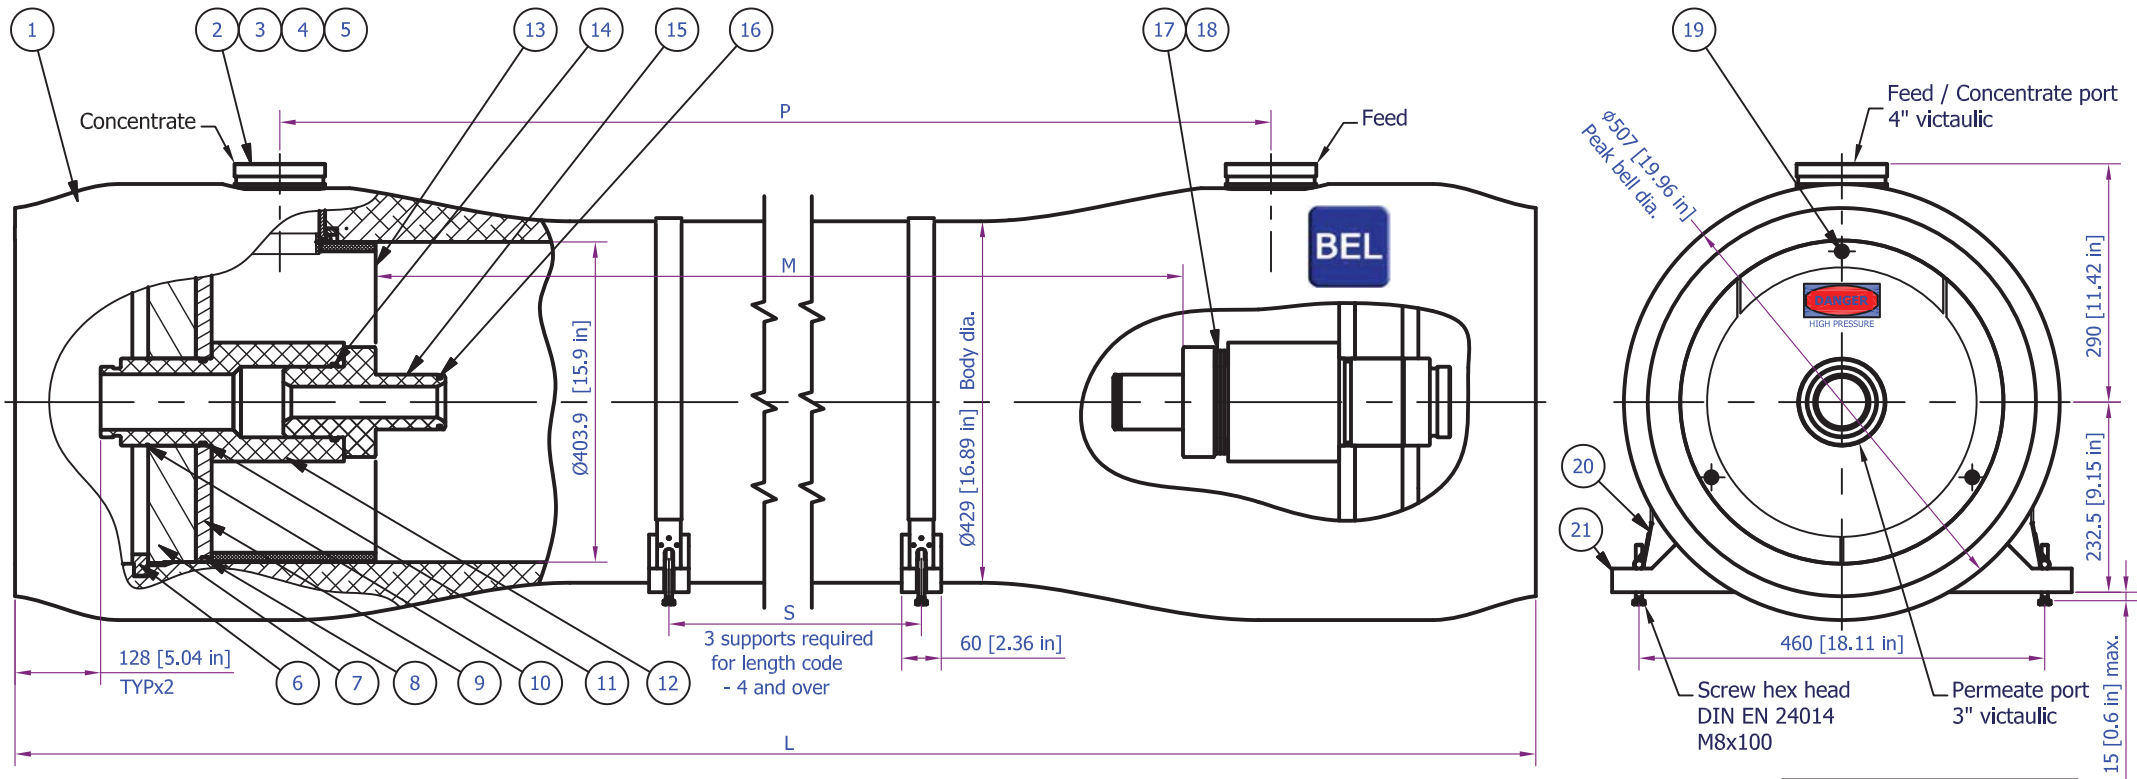 1
2
3
4
5
13
14
15
16
17
18
19
Concentrate
P
Feed
Feed / Concentrate port
4" victaulic
ø507 [19.96 in]
Peak bell dia.
BEL
M
DANGER
HIGH PRESSURE
290 [11.42 in]
Ø403.9 [15.9 in]
Ø429 [16.89 in] Body dia.
232.5 [9.15 in]
20
21
S
3 supports required
for length code
- 4 and over
60 [2.36 in]
128 [5.04 in]
TYPx2
6
7
8
9
10
11
12
460 [18.11 in]
15 [0.6 in] max.
Screw hex head
DIN EN 24014
M8x100
Permeate port
3" victaulic
L